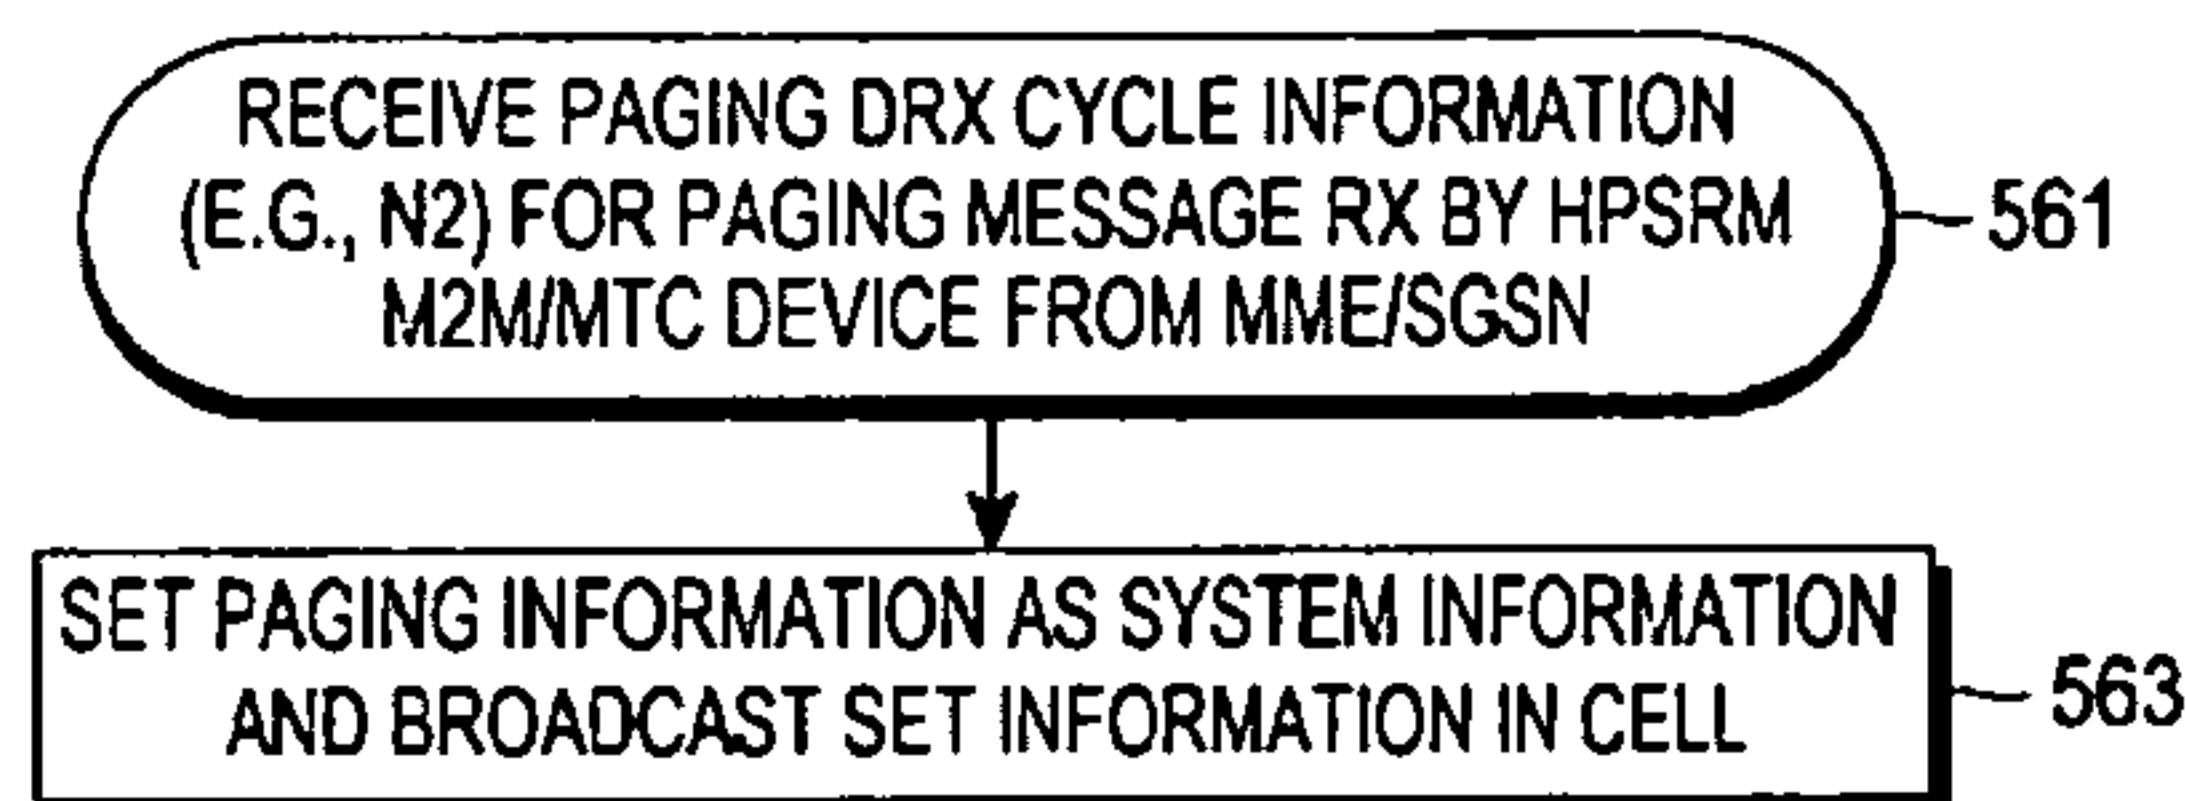 RECEIVE PAGING DRX CYCLE INFORMATION
(E.G., N2) FOR PAGING MESSAGE RX BY HPSRM
M2M/MTC DEVICE FROM MME/SGSN
561
SET PAGING INFORMATION AS SYSTEM INFORMATION
AND BROADCAST SET INFORMATION IN CELL
563